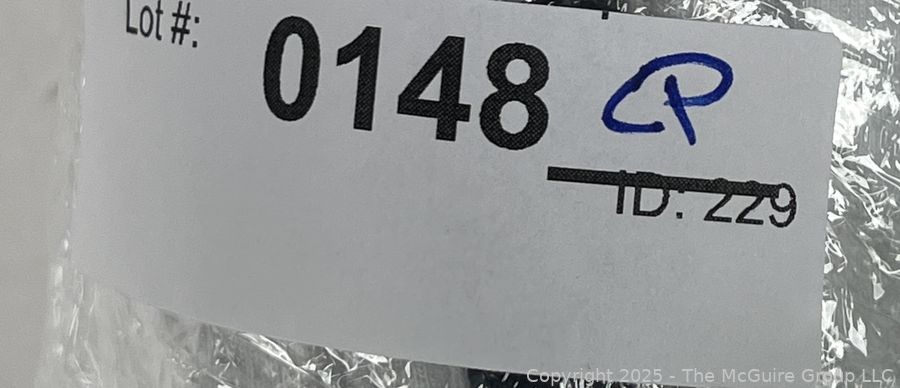 Lot #: 0148 CP
ID: 229
Copyright 2025 - The McGuire Group LLC